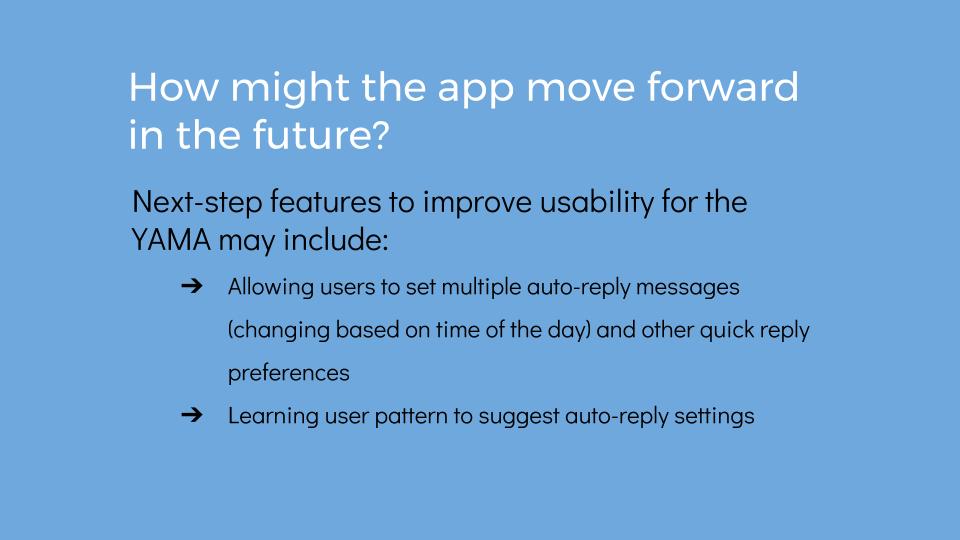 How might the app move forward
in the future?
Next-step features to improve usability for the
YAMA may include:
➔ Allowing users to set multiple auto-reply messages
(changing based on time of the day) and other quick reply
preferences
➔ Learning user pattern to suggest auto-reply settings